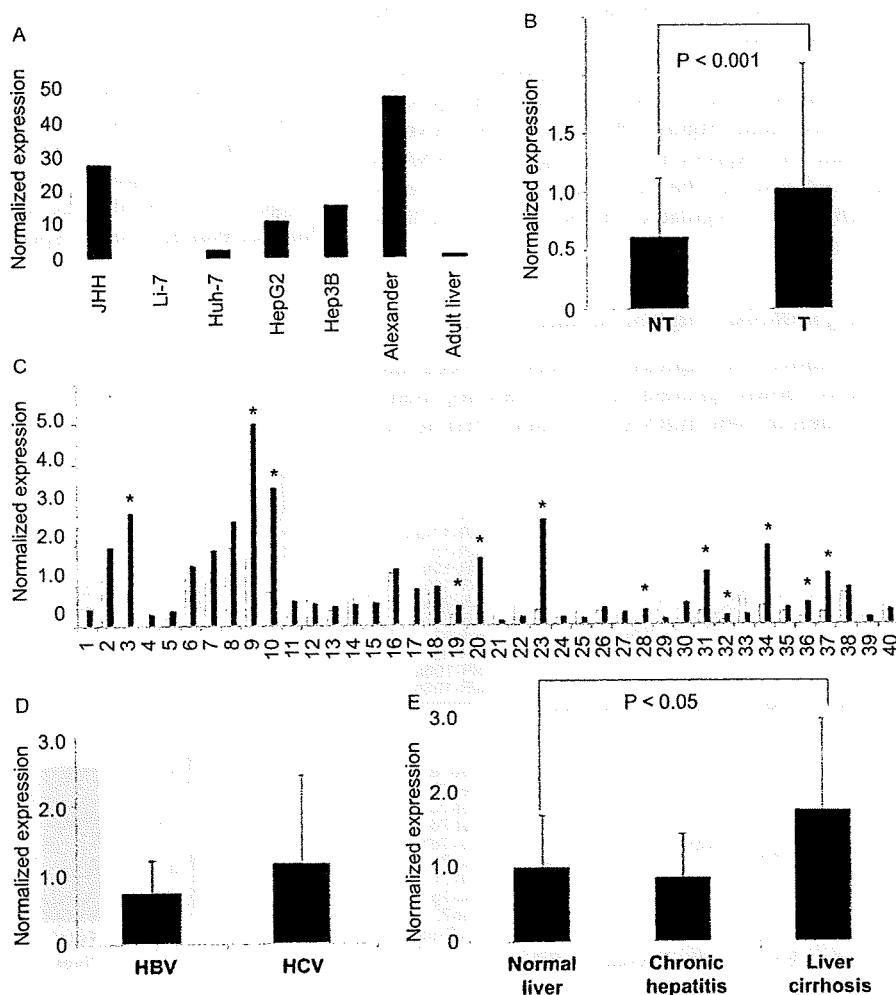 A
Normalized expression
50
40
30
20
10
0
JHH
Li-7
Huh-7
HepG2
Hep3B
Alexander
Adult liver
B
P < 0.001
Normalized expression
1.5
1.0
0.5
0
NT
T
C
Normalized expression
5.0
4.0
3.0
2.0
1.0
0
* * * * * * * * * * * *
1 2 3 4 5 6 7 8 9 10 11 12 13 14 15 16 17 18 19 20 21 22 23 24 25 26 27 28 29 30 31 32 33 34 35 36 37 38 39 40
D
Normalized expression
3.0
2.0
1.0
0
HBV
HCV
E
P < 0.05
Normalized expression
3.0
2.0
1.0
0
Normal
liver
Chronic
hepatitis
Liver
cirrhosis